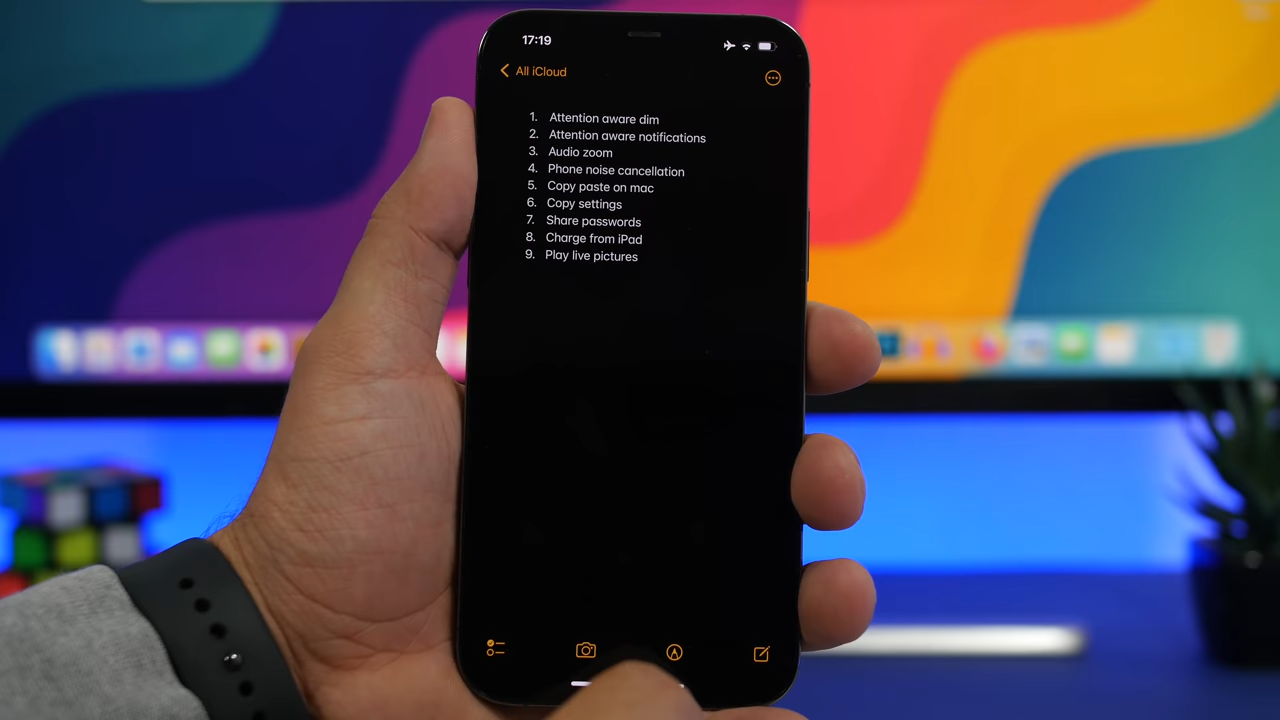 17:19
All iCloud
1. Attention aware dim
2. Attention aware notifications
3. Audio zoom
4. Phone noise cancellation
5. Copy paste on mac
6. Copy settings
7. Share passwords
8. Charge from iPad
9. Play live pictures